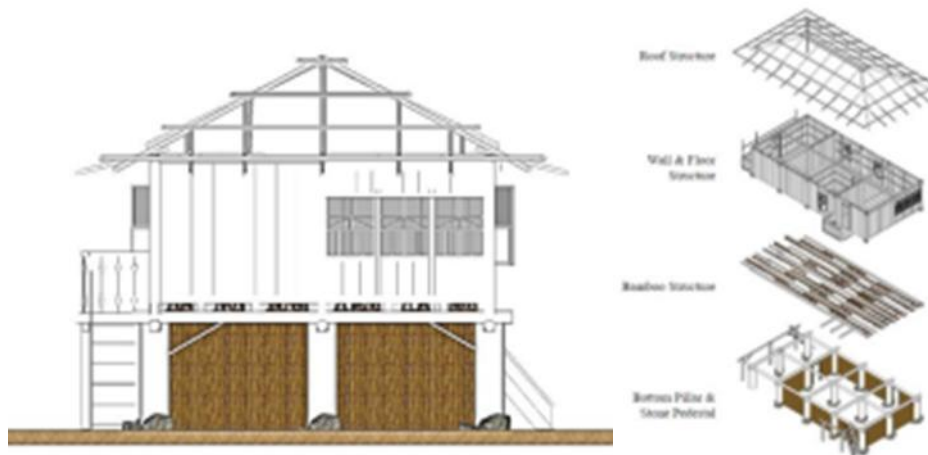 Roof Structure
Wall & Floor
Structure
Bamboo Structure
Bottom Pillar &
Stone Pedestal